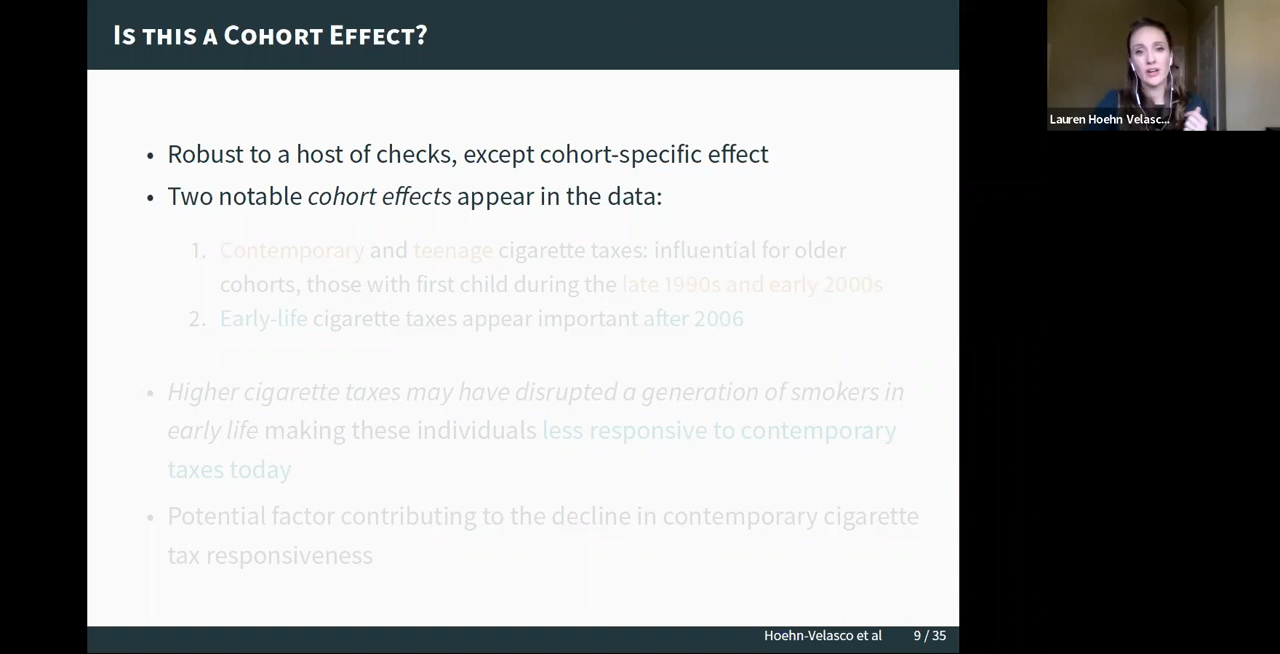 Is this a Cohort Effect?
Lauren Hoehn Velasc...
• Robust to a host of checks, except cohort-specific effect
• Two notable cohort effects appear in the data:
1. Contemporary and teenage cigarette taxes: influential for older
cohorts, those with first child during the late 1990s and early 2000s
2. Early-life cigarette taxes appear important after 2006
• Higher cigarette taxes may have disrupted a generation of smokers in
early life making these individuals less responsive to contemporary
taxes today
• Potential factor contributing to the decline in contemporary cigarette
tax responsiveness
Hoehn-Velasco et al 9 / 35